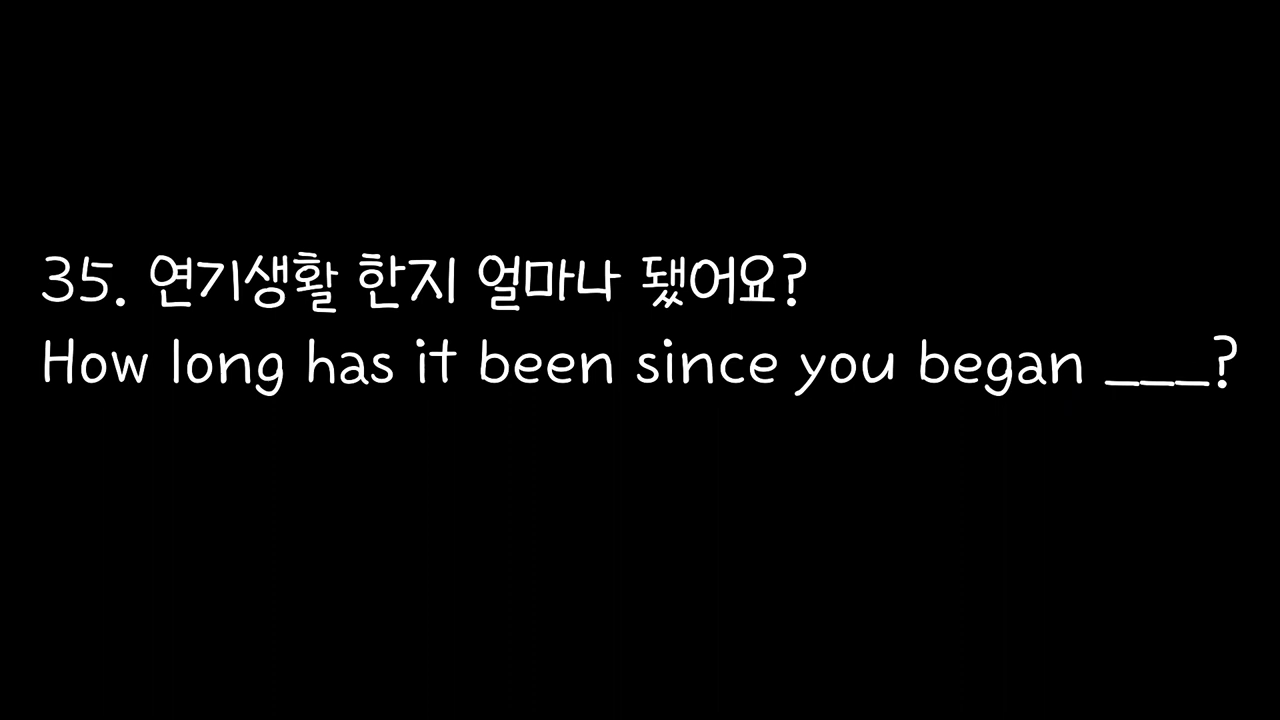 35. 연기생활 한지 얼마나 됐어요?
How long has it been since you began ___?